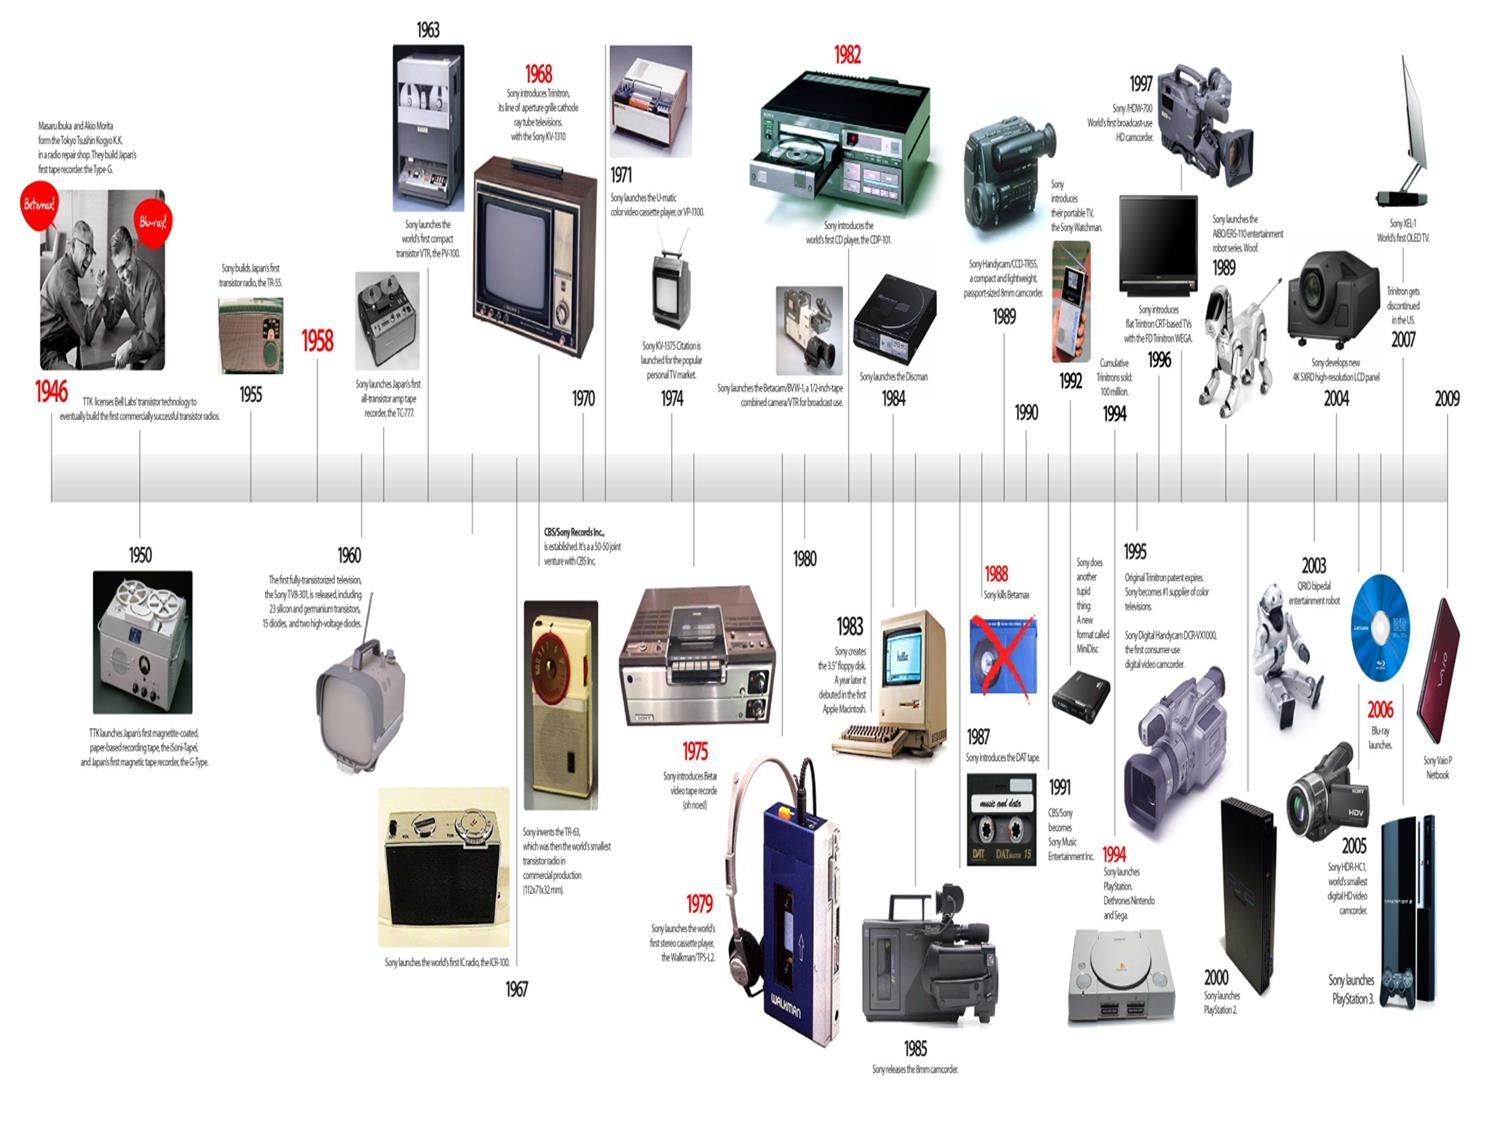 1963
Sony launches the
world's first compact
transistor VTR, the PV-100.
1968
Sony introduces Trinitron,
its line of aperture grille cathode
ray tube televisions.
with the Sony KV-1310
1971
Sony launches the U-matic
color video cassette player, or VP-1100.
1982
Sony introduces the
world's first CD player, the CDP-101.
1997
Sony /HDW-700
World's first broadcast-use
HD camcorder.
Sony XEL-1
World's first OLED TV.
Masaru Ibuka and Akio Morita
form the Tokyo Tsushin Kogyo K.K.
in a radio repair shop. They build Japan's
first tape recorder: the Type-G.
Betamax!
Blu-ray!
1946
TTK licenses Bell Labs' transistor technology to
eventually build the first commercially successful transistor radios.
Sony builds Japan's first
transistor radio, the TR-55.
1955
1958
Sony launches Japan's first
all-transistor amp tape
recorder, the TC-777.
1970
Sony KV-1375 Citation is
launched for the popular
personal TV market.
1974
Sony launches the Betacam/BVW-1, a 1/2-inch-tape
combined camera/VTR for broadcast use.
Sony launches the Discman
1984
Sony Handycam/CCD-TR55,
a compact and lightweight,
passport-sized 8mm camcorder.
1989
1990
Sony
introduces
their portable TV,
the Sony Watchman.
1992
Cumulative
Trinitrons sold:
100 million.
1994
Sony introduces
flat Trintron CRT-based TVs
with the FD Trinitron WEGA.
1996
Sony launches the
AIBO/ERS-110 entertainment
robot series. Woof.
1989
Sony develops new
4K SXRD high-resolution LCD panel
2004
Trinitron gets
discontinued
in the US.
2007
2009
1950
TTK launches Japan's first magnetite-coated,
paper-based recording tape, the (Soni-Tape),
and Japan's first magnetic tape recorder, the G-Type.
1960
The first fully-transistorized television,
the Sony TV8-301, is released, including
23 silicon and germanium transistors,
15 diodes, and two high-voltage diodes.
Sony launches the world's first IC radio, the ICR-100.
1967
CBS/Sony Records Inc.,
is established. It's a a 50-50 joint
venture with CBS Inc.
Sony invents the TR-63,
which was then the world's smallest
transistor radio in
commercial production
(112x71x32 mm).
SONY
1975
Sony introduces Betar
video tape recorde
(oh noes!)
1979
Sony launches the world's
first stereo cassette player,
the Walkman/TPS-L2.
WALKMAN
1980
1983
Sony creates
the 3.5" floppy disk.
A year later it
debuted in the first
Apple Macintosh.
hello
1985
Sony releases the 8mm camcorder.
1988
Sony kills Betamax
1987
Sony introduces the DAT tape.
music and data
DAT
15
Sony does
another
tupid
thing:
A new
format called
MiniDisc
1991
CBS/Sony
becomes
Sony Music
Entertainment Inc.
1995
Original Trinitron patent expires.
Sony becomes #1 supplier of color
televisions.
Sony Digital Handycam DCR-VX1000,
the first consumer-use
digital video camcorder.
1994
Sony launches
PlayStation.
Dethrones Nintendo
and Sega.
2000
Sony launches
PlayStation 2.
2003
QRIO bipedal
entertainment robot
SONY
HDV
2005
Sony HDR-HC1,
world's smallest
digital HD video
camcorder.
2006
Blu-ray
launches.
Sony launches
PlayStation 3.
VAIO
Sony Vaio P
Netbook